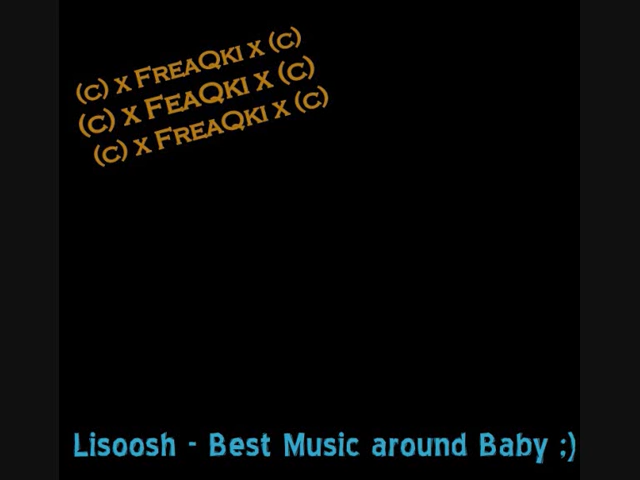 (c) x FreaQki x (c)
(c) x FeaQki x (c)
(c) x FreaQki x (c)
Lisoosh - Best Music around Baby ;)